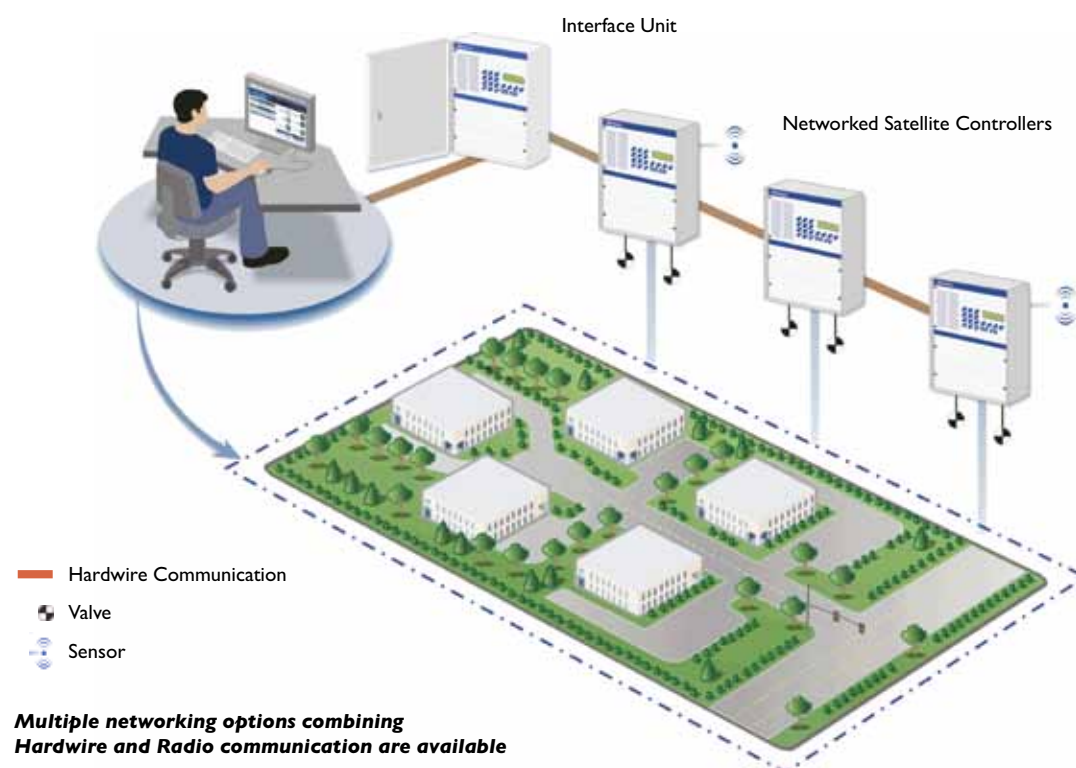 Interface Unit
Networked Satellite Controllers
Hardwire Communication
Valve
Sensor
Multiple networking options combining
Hardwire and Radio communication are available